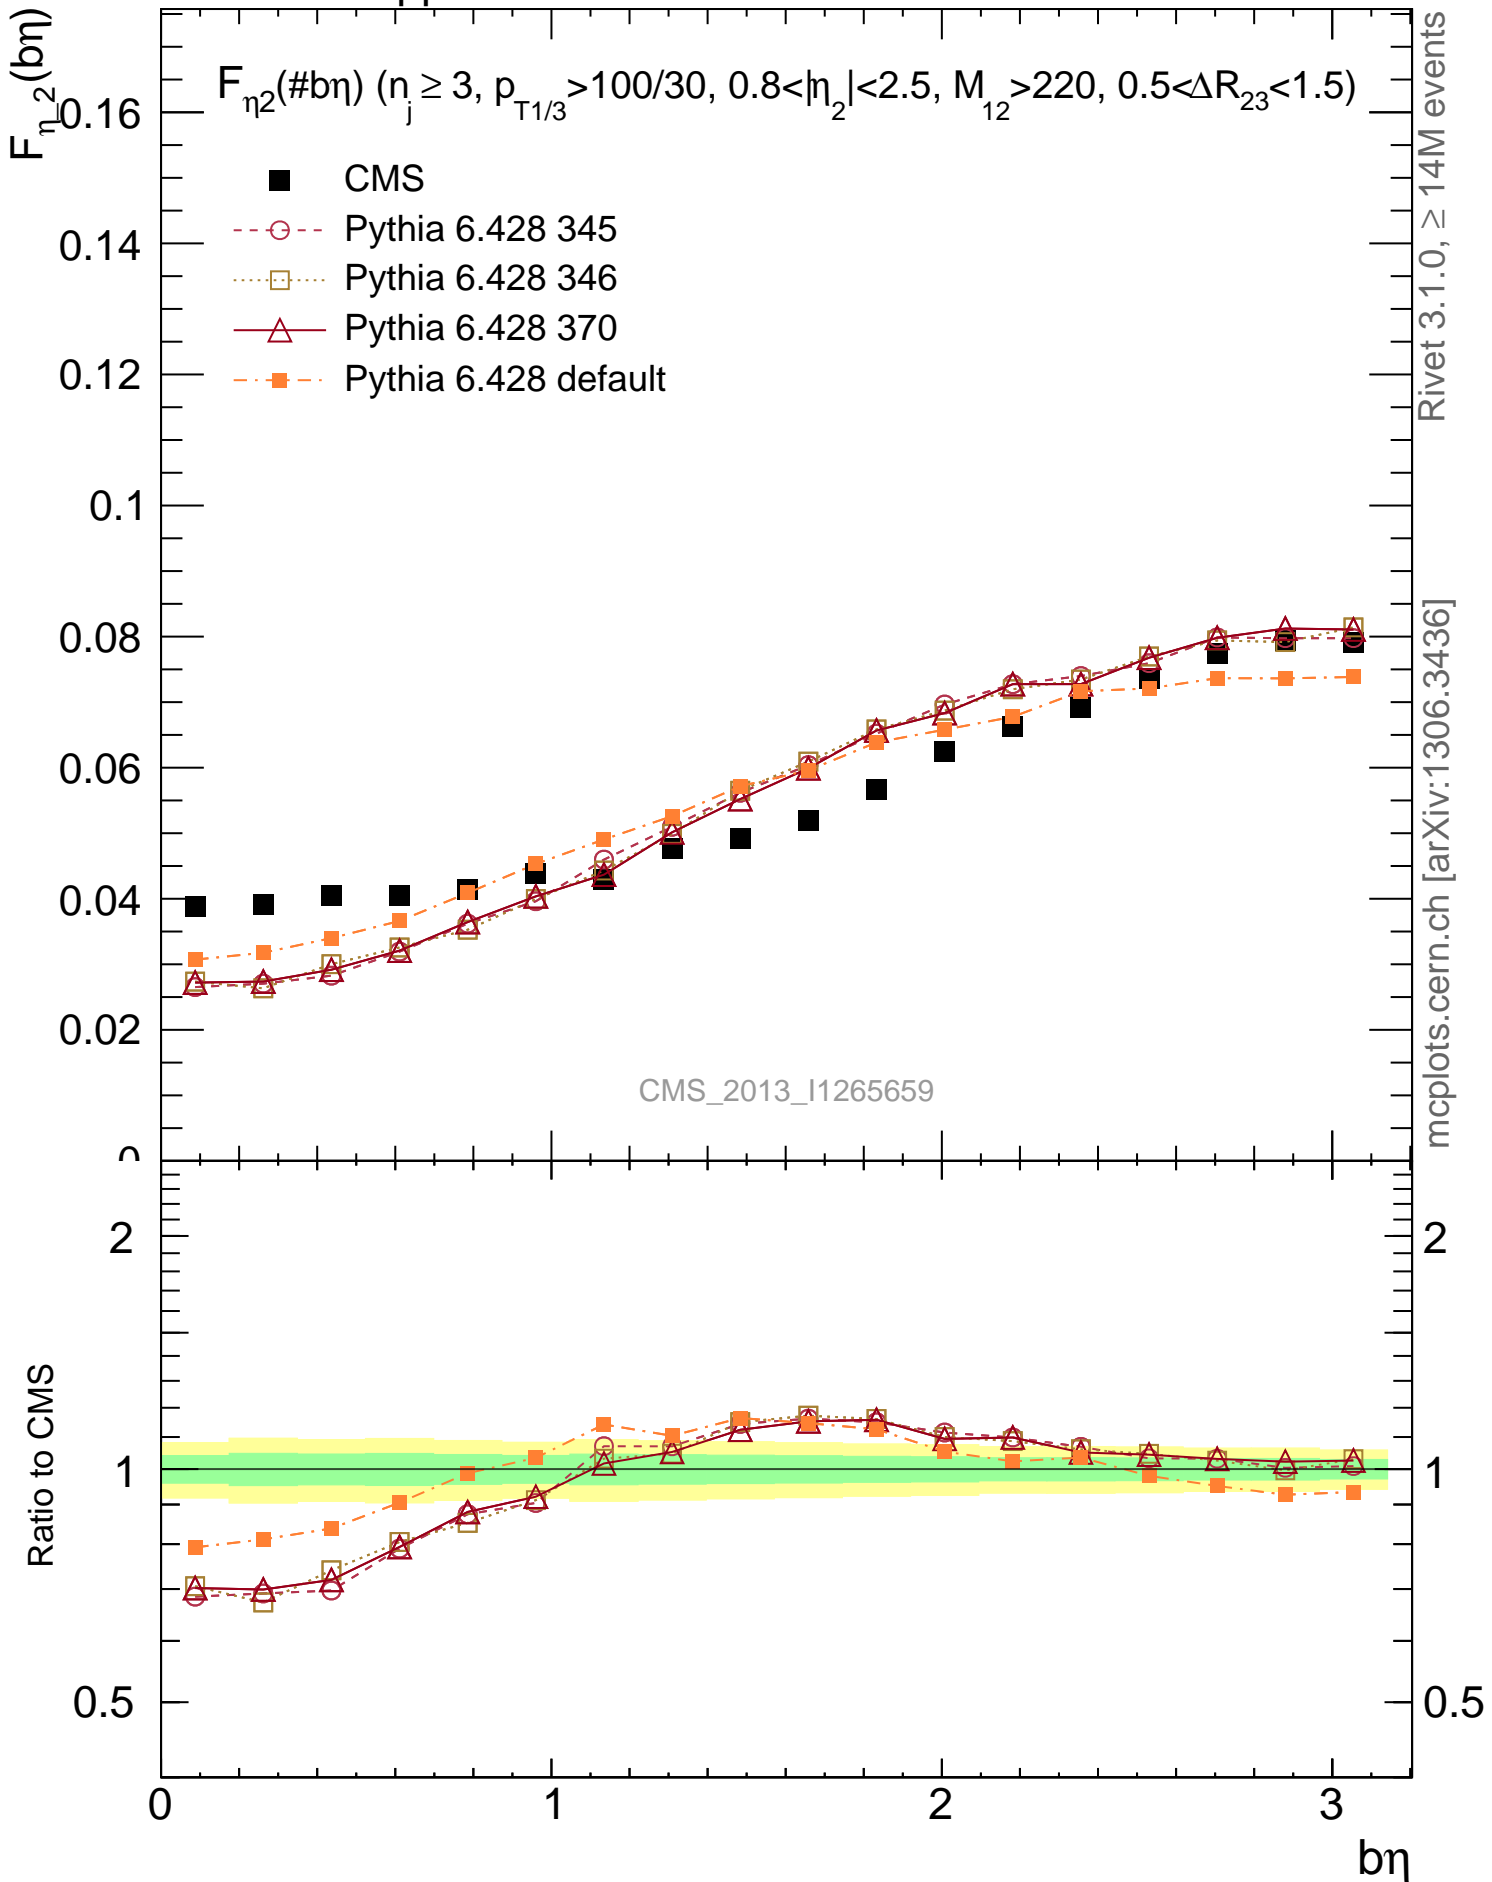 F_η_2(bη)
F_η2(#bη) (n_j ≥ 3, p_T1/3>100/30, 0.8<|η_2|<2.5, M_12>220, 0.5<ΔR_23<1.5)
CMS
Pythia 6.428 345
Pythia 6.428 346
Pythia 6.428 370
Pythia 6.428 default
0.16
0.14
0.12
0.1
0.08
0.06
0.04
0.02
0
CMS_2013_I1265659
Rivet 3.1.0, ≥ 14M events
mcplots.cern.ch [arXiv:1306.3436]
Ratio to CMS
2
1
0.5
2
1
0.5
0
1
2
3
bη